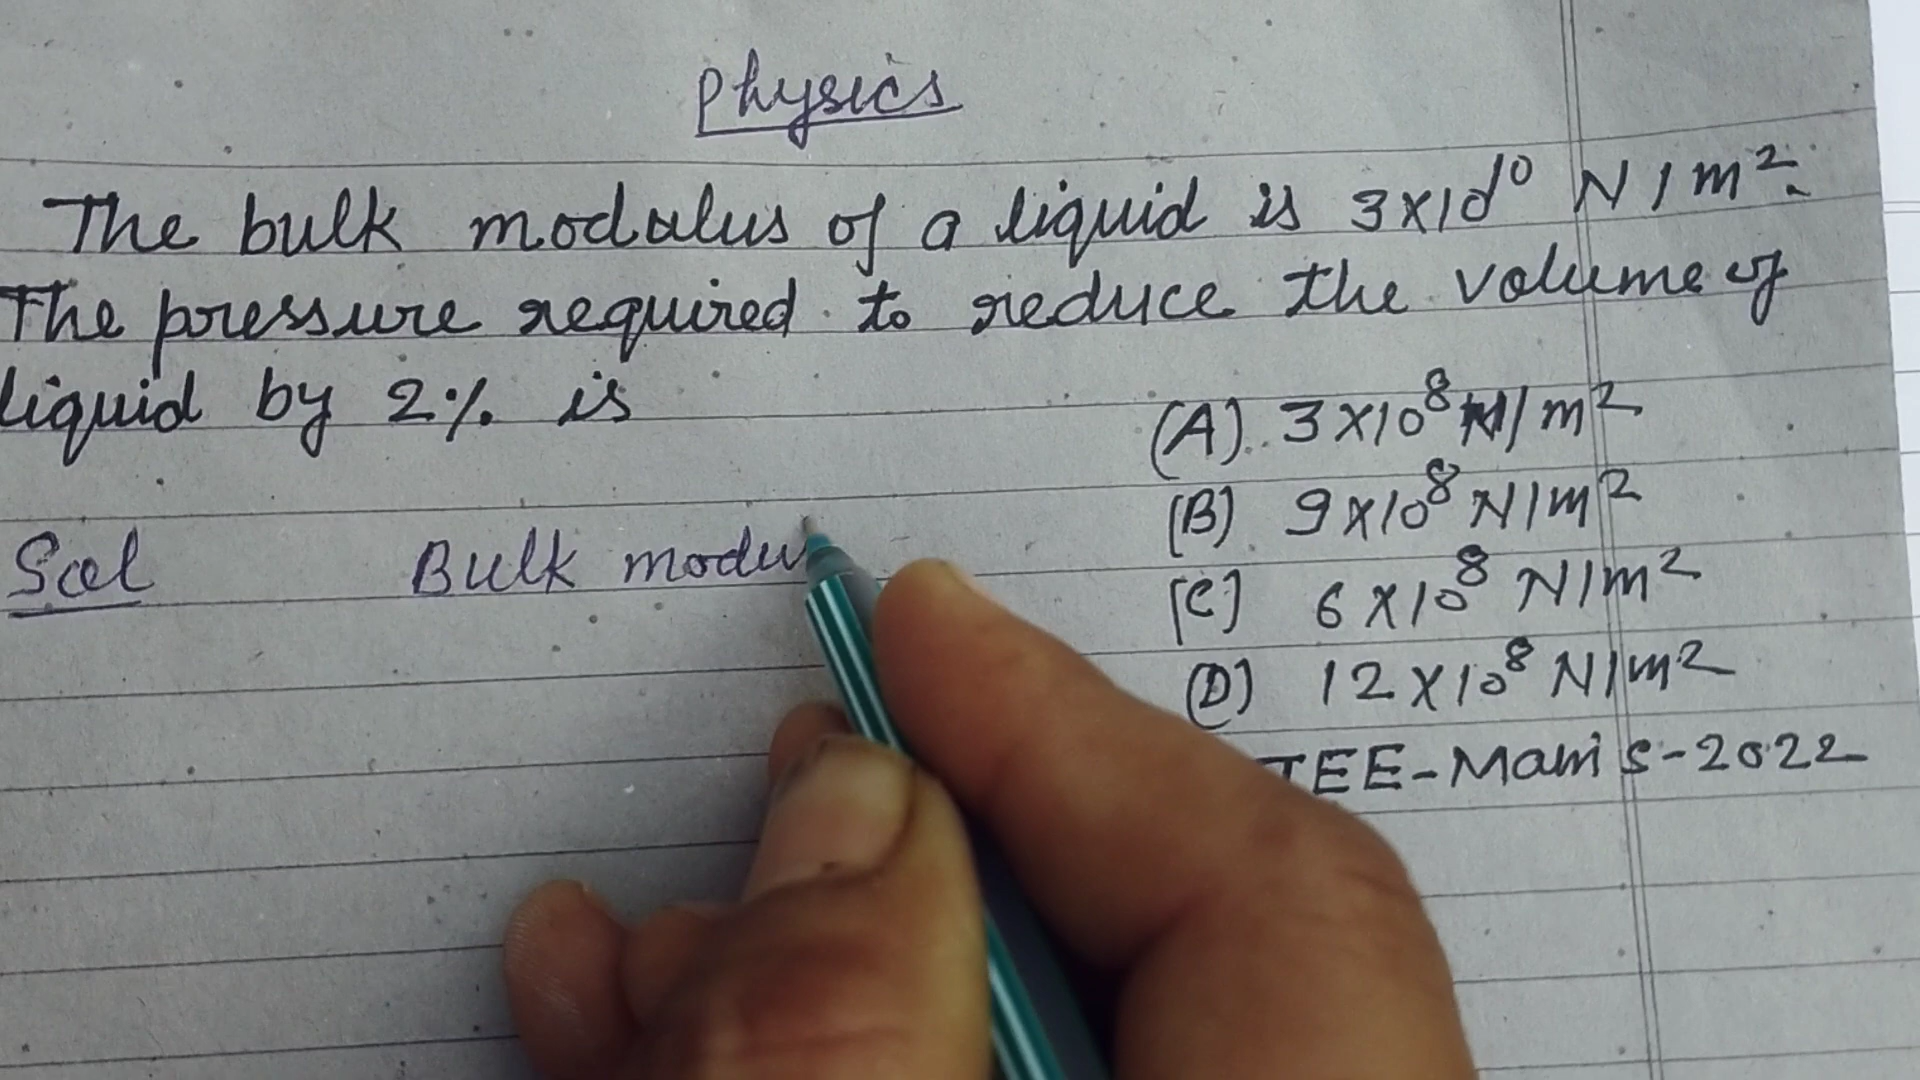 Physics
The bulk modulus of a liquid is 3×10¹⁰ N/m².
The pressure required to reduce the volume of
liquid by 2% is
(A) 3×10⁸ N/m²
(B) 9×10⁸ N/m²
(C) 6×10⁸ N/m²
(D) 12×10⁸ N/m²
JEE-Mains-2022
Sol Bulk modu